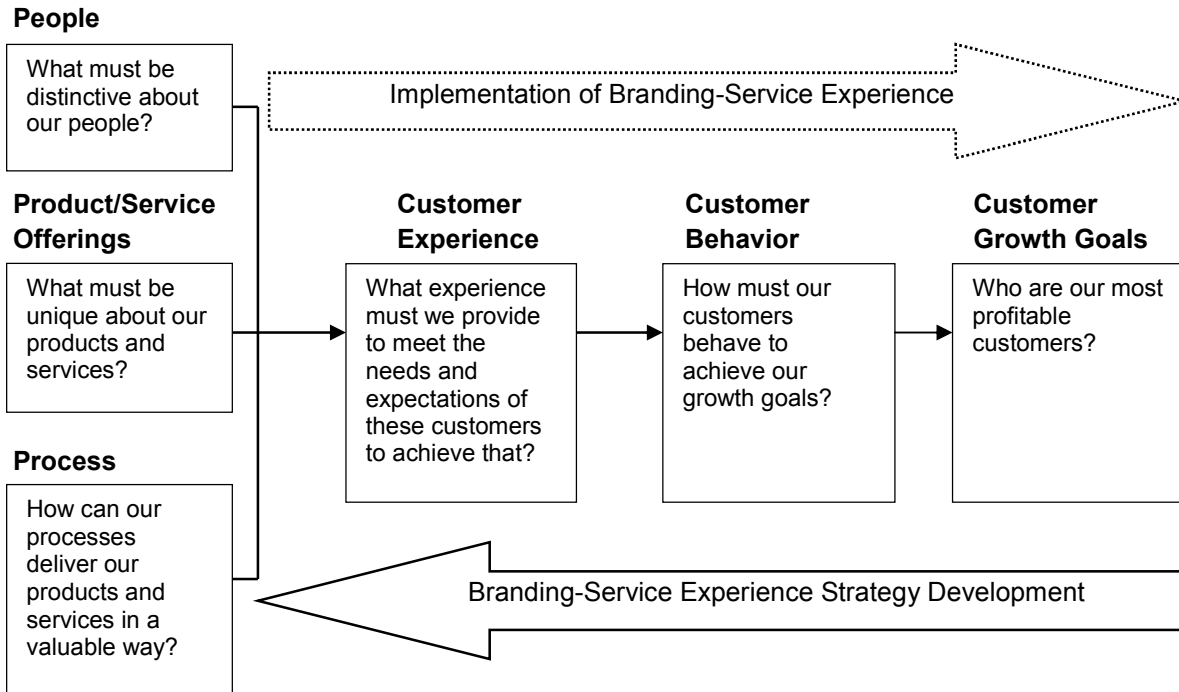 People
What must be
distinctive about
our people?
Implementation of Branding-Service Experience
Product/Service
Offerings
What must be
unique about our
products and
services?
Customer
Experience
What experience
must we provide
to meet the
needs and
expectations of
these customers
to achieve that?
Customer
Behavior
How must our
customers
behave to
achieve our
growth goals?
Customer
Growth Goals
Who are our most
profitable
customers?
Process
How can our
processes
deliver our
products and
services in a
valuable way?
Branding-Service Experience Strategy Development